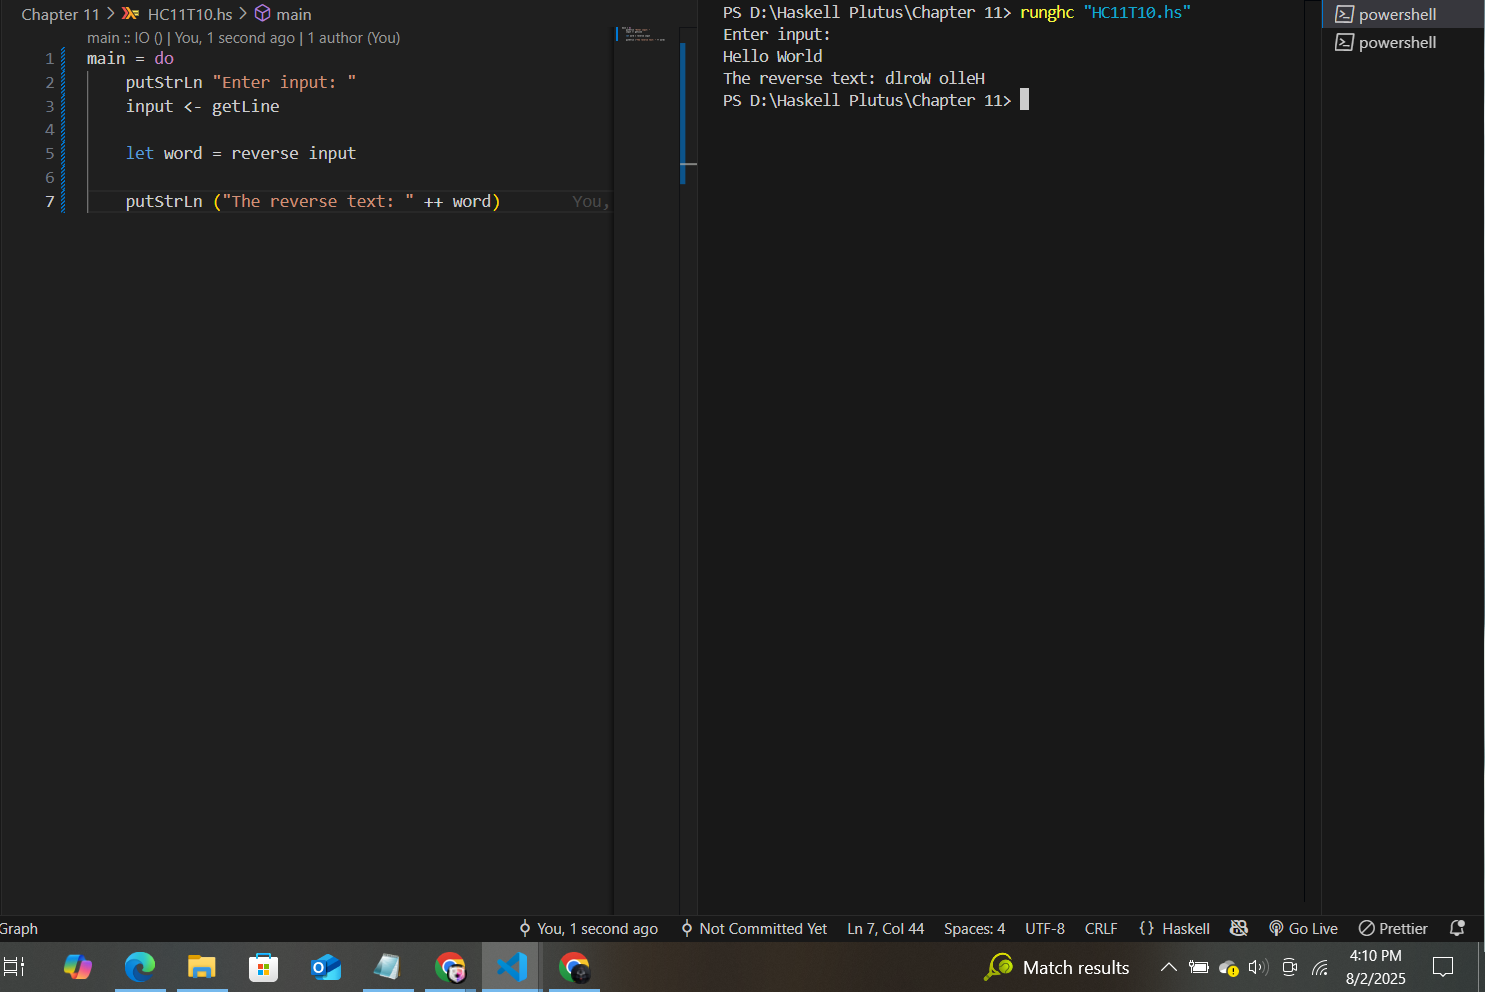 Chapter 11 > HC11T10.hs > main
main :: IO () | You, 1 second ago | 1 author (You)
1 main = do
2     putStrLn "Enter input: "
3     input <- getLine
4
5     let word = reverse input
6
7     putStrLn ("The reverse text: " ++ word) You,
PS D:\Haskell Plutus\Chapter 11> runghc "HC11T10.hs"
Enter input:
Hello World
The reverse text: dlroW olleH
PS D:\Haskell Plutus\Chapter 11>
powershell
powershell
Graph You, 1 second ago Not Committed Yet Ln 7, Col 44 Spaces: 4 UTF-8 CRLF {} Haskell Go Live Prettier
Match results
4:10 PM
8/2/2025